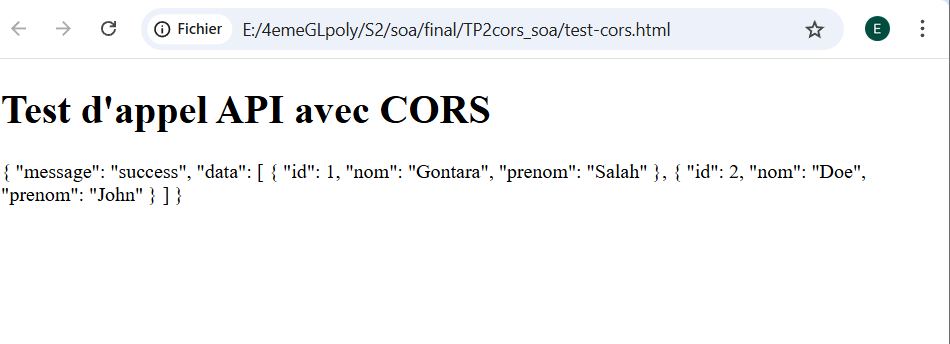 Fichier E:/4emeGLpoly/S2/soa/final/TP2cors_soa/test-cors.html E
Test d'appel API avec CORS
{ "message": "success", "data": [ { "id": 1, "nom": "Gontara", "prenom": "Salah" }, { "id": 2, "nom": "Doe",
"prenom": "John" } ] }